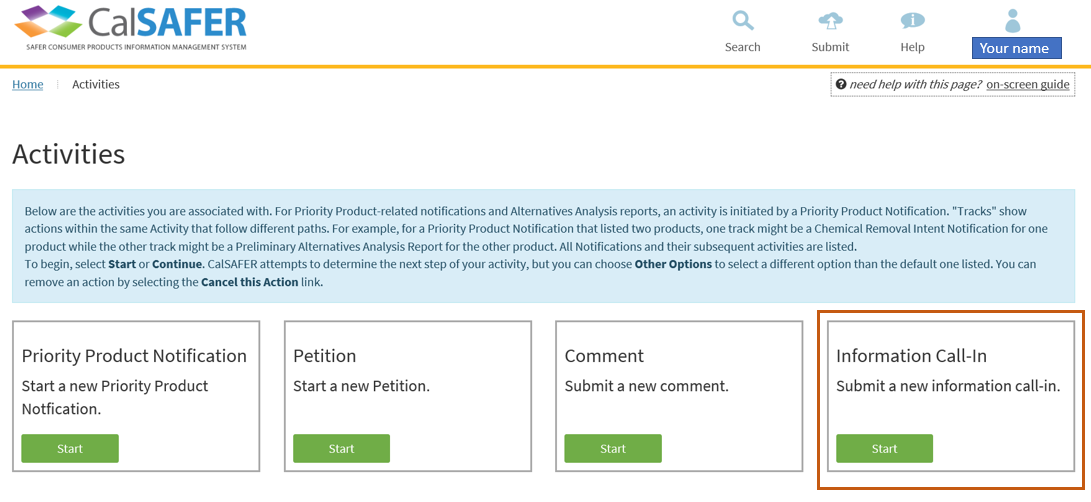 CalSAFER
SAFER CONSUMER PRODUCTS INFORMATION MANAGEMENT SYSTEM
Search
Submit
Help
Your name
Home
Activities
need help with this page? on-screen guide
Activities
Below are the activities you are associated with. For Priority Product-related notifications and Alternatives Analysis reports, an activity is initiated by a Priority Product Notification. "Tracks" show
actions within the same Activity that follow different paths. For example, for a Priority Product Notification that listed two products, one track might be a Chemical Removal Intent Notification for one
product while the other track might be a Preliminary Alternatives Analysis Report for the other product. All Notifications and their subsequent activities are listed.
To begin, select Start or Continue. CalSAFER attempts to determine the next step of your activity, but you can choose Other Options to select a different option than the default one listed. You can
remove an action by selecting the Cancel this Action link.
Priority Product Notification
Start a new Priority Product
Notfication.
Start
Petition
Start a new Petition.
Start
Comment
Submit a new comment.
Start
Information Call-In
Submit a new information call-in.
Start